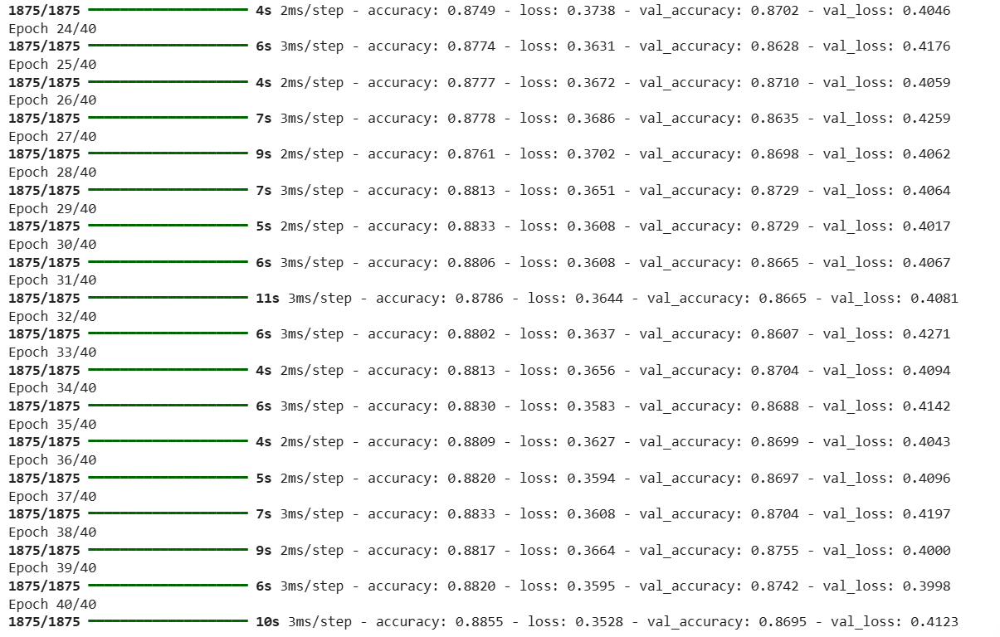 1875/1875 ━━━━━━━━━━━━━━━━━━━━ 4s 2ms/step - accuracy: 0.8749 - loss: 0.3738 - val_accuracy: 0.8702 - val_loss: 0.4046
Epoch 24/40
1875/1875 ━━━━━━━━━━━━━━━━━━━━ 6s 3ms/step - accuracy: 0.8774 - loss: 0.3631 - val_accuracy: 0.8628 - val_loss: 0.4176
Epoch 25/40
1875/1875 ━━━━━━━━━━━━━━━━━━━━ 4s 2ms/step - accuracy: 0.8777 - loss: 0.3672 - val_accuracy: 0.8710 - val_loss: 0.4059
Epoch 26/40
1875/1875 ━━━━━━━━━━━━━━━━━━━━ 7s 3ms/step - accuracy: 0.8778 - loss: 0.3686 - val_accuracy: 0.8635 - val_loss: 0.4259
Epoch 27/40
1875/1875 ━━━━━━━━━━━━━━━━━━━━ 9s 2ms/step - accuracy: 0.8761 - loss: 0.3702 - val_accuracy: 0.8698 - val_loss: 0.4062
Epoch 28/40
1875/1875 ━━━━━━━━━━━━━━━━━━━━ 7s 3ms/step - accuracy: 0.8813 - loss: 0.3651 - val_accuracy: 0.8729 - val_loss: 0.4064
Epoch 29/40
1875/1875 ━━━━━━━━━━━━━━━━━━━━ 5s 2ms/step - accuracy: 0.8833 - loss: 0.3608 - val_accuracy: 0.8729 - val_loss: 0.4017
Epoch 30/40
1875/1875 ━━━━━━━━━━━━━━━━━━━━ 6s 3ms/step - accuracy: 0.8806 - loss: 0.3608 - val_accuracy: 0.8665 - val_loss: 0.4067
Epoch 31/40
1875/1875 ━━━━━━━━━━━━━━━━━━━━ 11s 3ms/step - accuracy: 0.8786 - loss: 0.3644 - val_accuracy: 0.8665 - val_loss: 0.4081
Epoch 32/40
1875/1875 ━━━━━━━━━━━━━━━━━━━━ 6s 3ms/step - accuracy: 0.8802 - loss: 0.3637 - val_accuracy: 0.8607 - val_loss: 0.4271
Epoch 33/40
1875/1875 ━━━━━━━━━━━━━━━━━━━━ 4s 2ms/step - accuracy: 0.8813 - loss: 0.3656 - val_accuracy: 0.8704 - val_loss: 0.4094
Epoch 34/40
1875/1875 ━━━━━━━━━━━━━━━━━━━━ 6s 3ms/step - accuracy: 0.8830 - loss: 0.3583 - val_accuracy: 0.8688 - val_loss: 0.4142
Epoch 35/40
1875/1875 ━━━━━━━━━━━━━━━━━━━━ 4s 2ms/step - accuracy: 0.8809 - loss: 0.3627 - val_accuracy: 0.8699 - val_loss: 0.4043
Epoch 36/40
1875/1875 ━━━━━━━━━━━━━━━━━━━━ 5s 2ms/step - accuracy: 0.8820 - loss: 0.3594 - val_accuracy: 0.8697 - val_loss: 0.4096
Epoch 37/40
1875/1875 ━━━━━━━━━━━━━━━━━━━━ 7s 3ms/step - accuracy: 0.8833 - loss: 0.3608 - val_accuracy: 0.8704 - val_loss: 0.4197
Epoch 38/40
1875/1875 ━━━━━━━━━━━━━━━━━━━━ 9s 2ms/step - accuracy: 0.8817 - loss: 0.3664 - val_accuracy: 0.8755 - val_loss: 0.4000
Epoch 39/40
1875/1875 ━━━━━━━━━━━━━━━━━━━━ 6s 3ms/step - accuracy: 0.8820 - loss: 0.3595 - val_accuracy: 0.8742 - val_loss: 0.3998
Epoch 40/40
1875/1875 ━━━━━━━━━━━━━━━━━━━━ 10s 3ms/step - accuracy: 0.8855 - loss: 0.3528 - val_accuracy: 0.8695 - val_loss: 0.4123